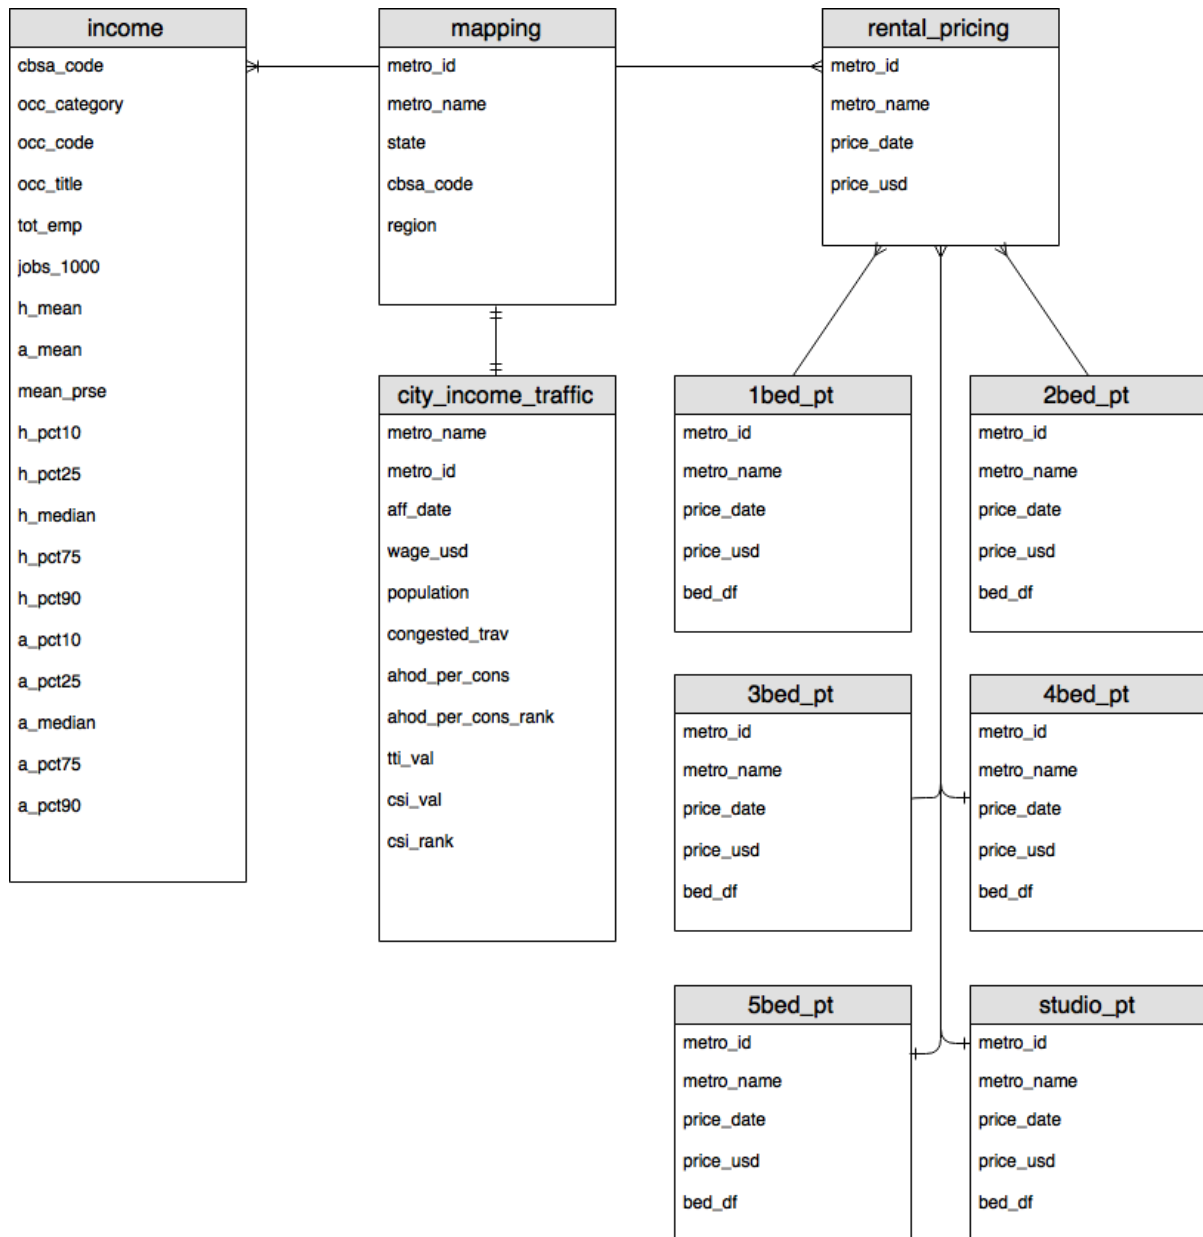 income
cbsa_code
occ_category
occ_code
occ_title
tot_emp
jobs_1000
h_mean
a_mean
mean_prse
h_pct10
h_pct25
h_median
h_pct75
h_pct90
a_pct10
a_pct25
a_median
a_pct75
a_pct90
mapping
metro_id
metro_name
state
cbsa_code
region
rental_pricing
metro_id
metro_name
price_date
price_usd
city_income_traffic
metro_name
metro_id
aff_date
wage_usd
population
congested_trav
ahod_per_cons
ahod_per_cons_rank
tti_val
csi_val
csi_rank
1bed_pt
metro_id
metro_name
price_date
price_usd
bed_df
2bed_pt
metro_id
metro_name
price_date
price_usd
bed_df
3bed_pt
metro_id
metro_name
price_date
price_usd
bed_df
4bed_pt
metro_id
metro_name
price_date
price_usd
bed_df
5bed_pt
metro_id
metro_name
price_date
price_usd
bed_df
studio_pt
metro_id
metro_name
price_date
price_usd
bed_df